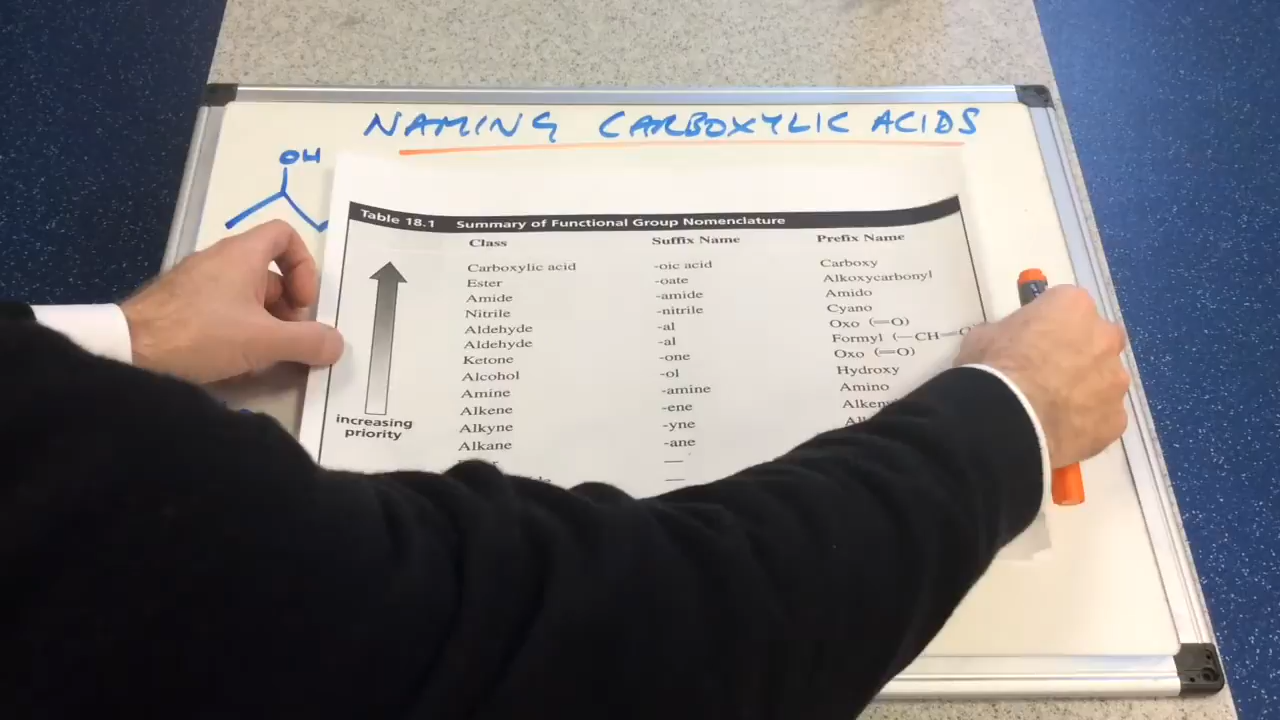 NAMING CARBOXYLIC ACIDS
OH
Table 18.1 Summary of Functional Group Nomenclature
Class Suffix Name Prefix Name
Carboxylic acid -oic acid Carboxy
Ester -oate Alkoxycarbonyl
Amide -amide Amido
Nitrile -nitrile Cyano
Aldehyde -al Oxo (=O)
Aldehyde -al Formyl (—CH=O
Ketone -one Oxo (=O)
Alcohol -ol Hydroxy
Amine -amine Amino
Alkene -ene
Alkyne -yne
Alkane -ane
—
—
increasing
priority